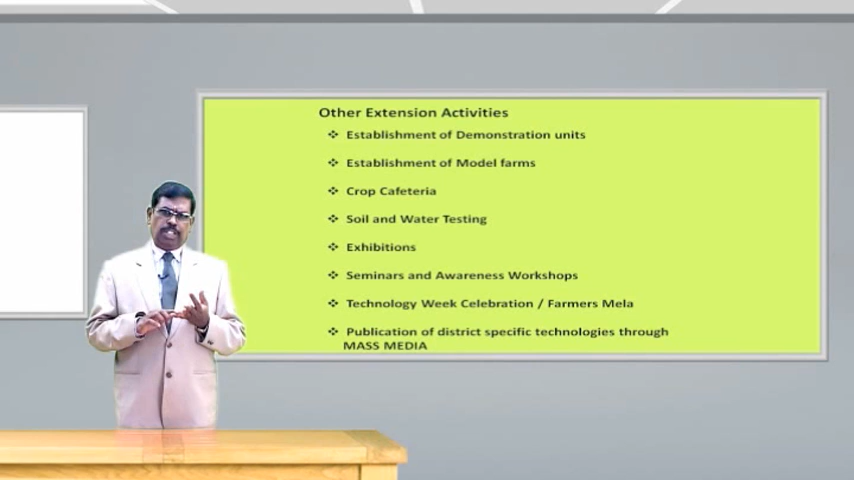 Other Extension Activities
❖ Establishment of Demonstration units
❖ Establishment of Model farms
❖ Crop Cafeteria
❖ Soil and Water Testing
❖ Exhibitions
❖ Seminars and Awareness Workshops
❖ Technology Week Celebration / Farmers Mela
❖ Publication of district specific technologies through
MASS MEDIA